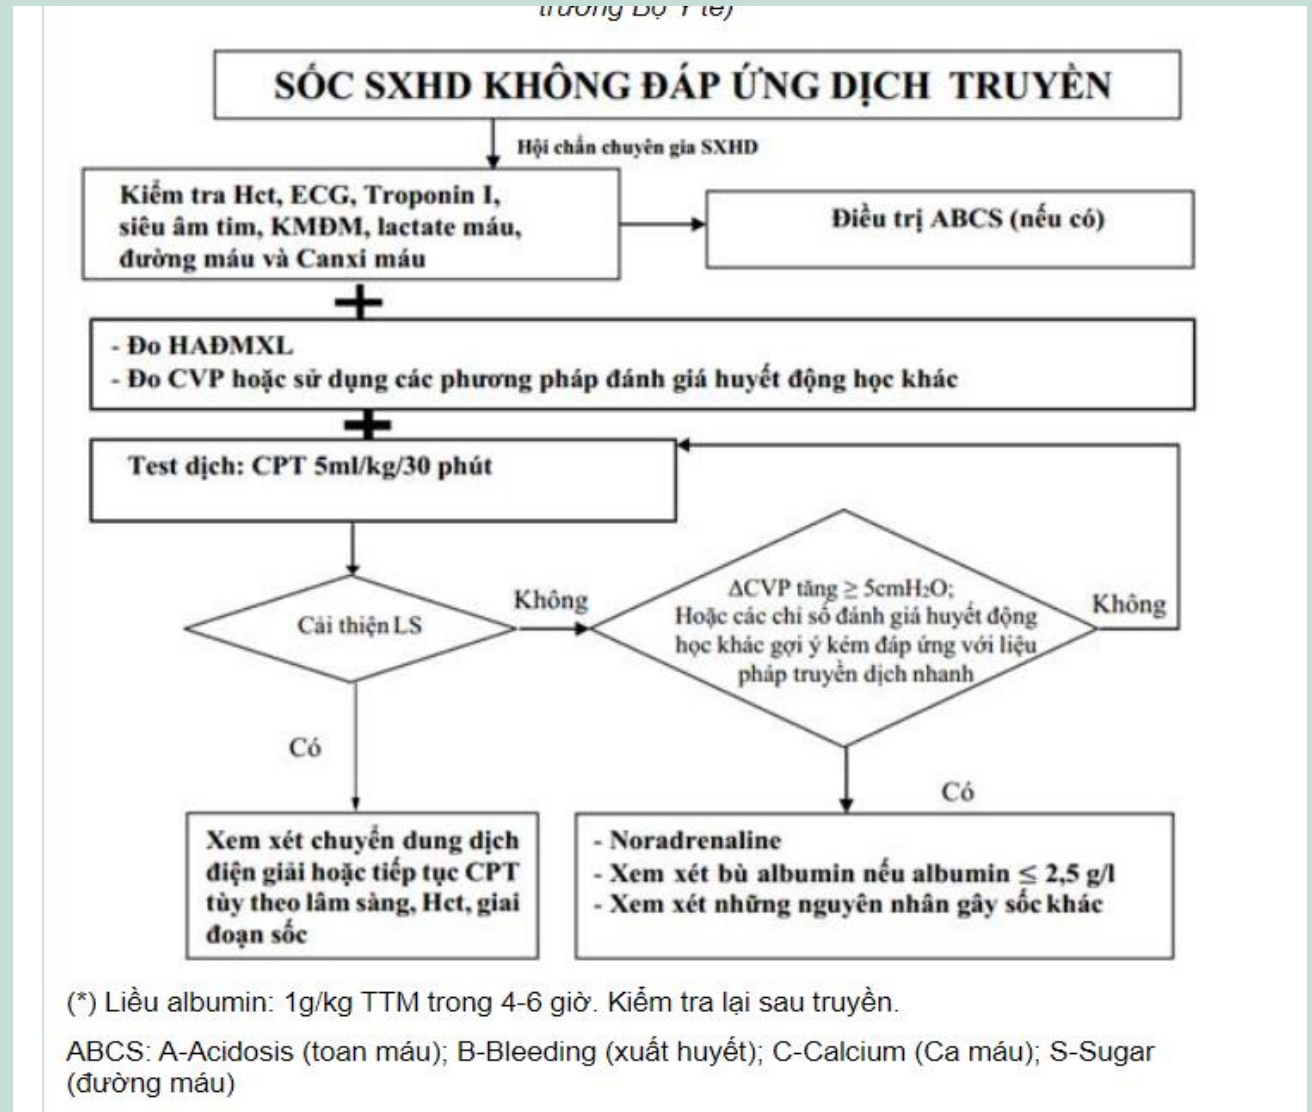 trưởng Bộ Y tế)
SỐC SXHD KHÔNG ĐÁP ỨNG DỊCH TRUYỀN
Hội chẩn chuyên gia SXHD
Kiểm tra Hct, ECG, Troponin I,
siêu âm tim, KMĐM, lactate máu,
đường máu và Canxi máu
Điều trị ABCS (nếu có)
- Đo HAĐMXL
- Đo CVP hoặc sử dụng các phương pháp đánh giá huyết động học khác
Test dịch: CPT 5ml/kg/30 phút
Cải thiện LS
Không
ΔCVP tăng ≥ 5cmH₂O;
Hoặc các chỉ số đánh giá huyết động
học khác gợi ý kém đáp ứng với liệu
pháp truyền dịch nhanh
Không
Có
Có
Xem xét chuyển dung dịch
điện giải hoặc tiếp tục CPT
tùy theo lâm sàng, Hct, giai
đoạn sốc
- Noradrenaline
- Xem xét bù albumin nếu albumin ≤ 2,5 g/l
- Xem xét những nguyên nhân gây sốc khác
(*) Liều albumin: 1g/kg TTM trong 4-6 giờ. Kiểm tra lại sau truyền.
ABCS: A-Acidosis (toan máu); B-Bleeding (xuất huyết); C-Calcium (Ca máu); S-Sugar
(đường máu)